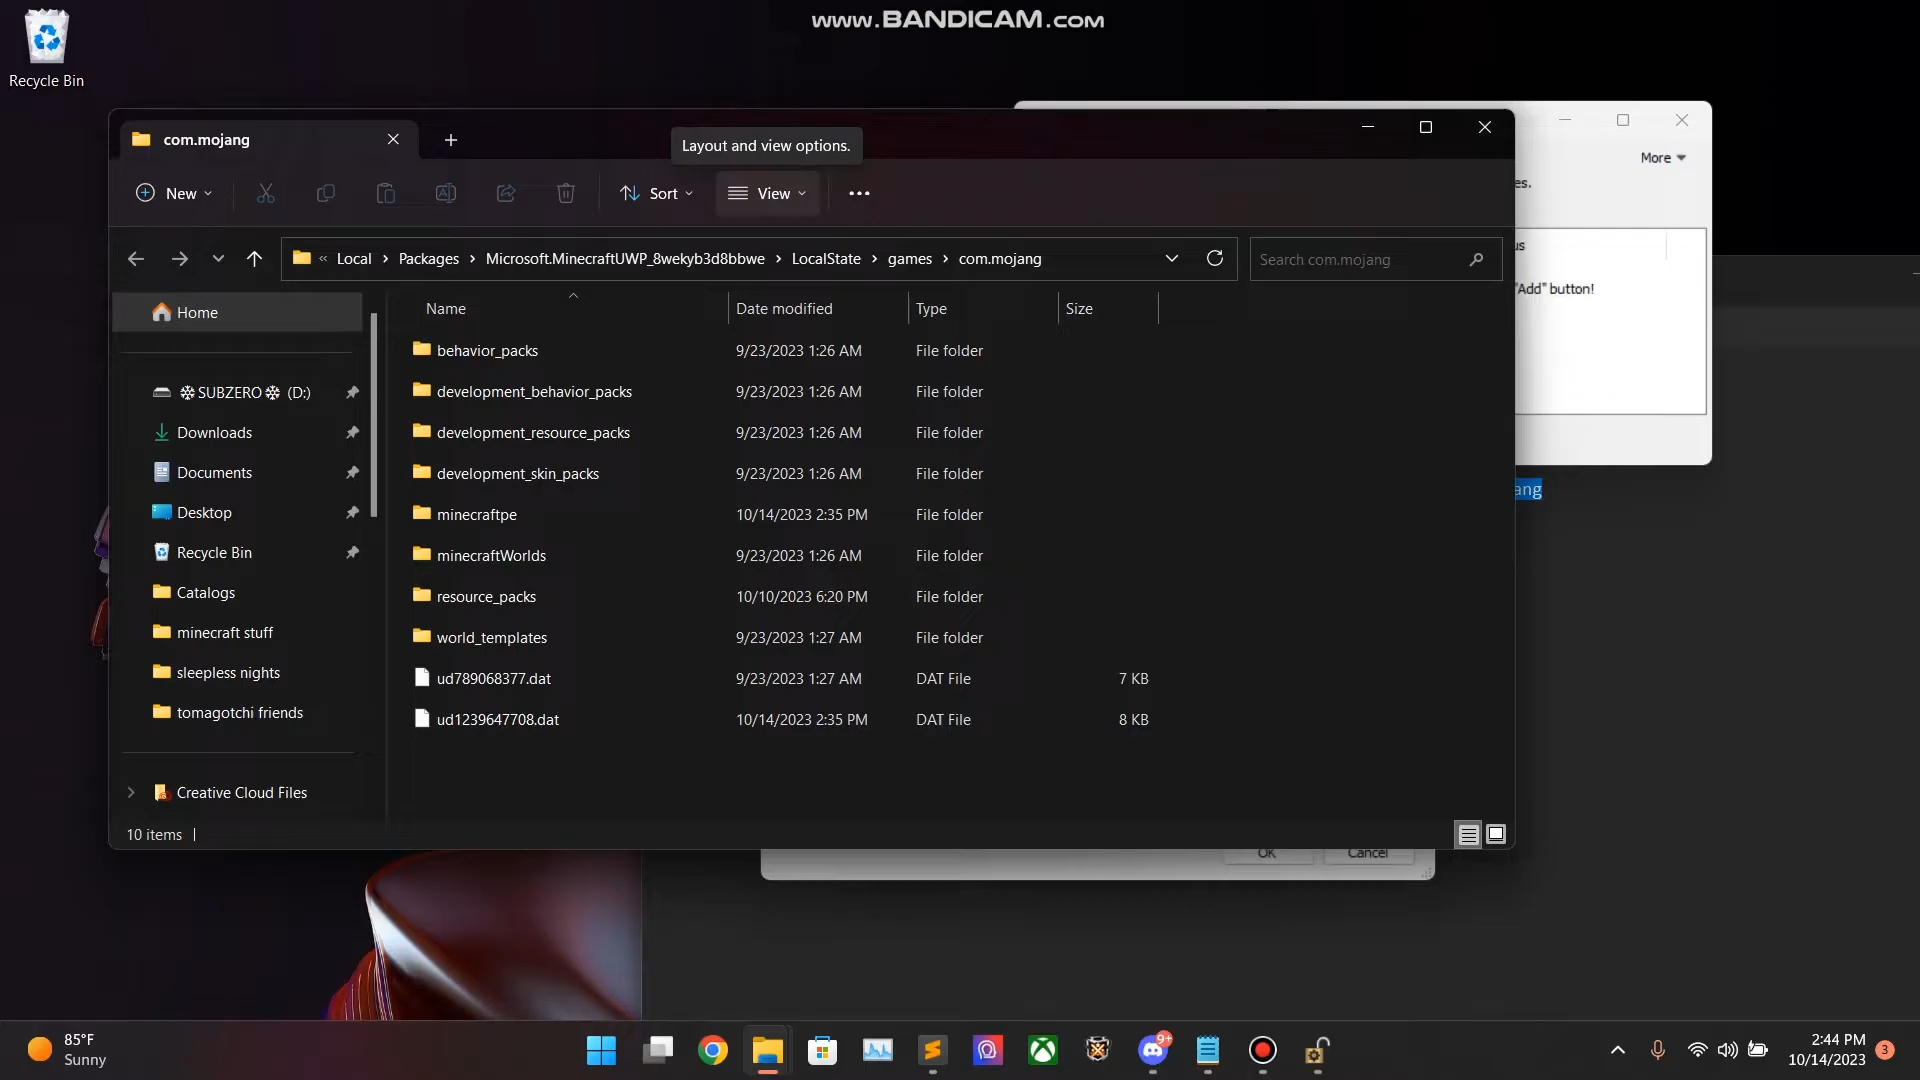 www.BANDICAM.com
Recycle Bin
com.mojang
Layout and view options.
More
New
Sort
View
es.
Local
Packages
Microsoft.MinecraftUWP_8wekyb3d8bbwe
LocalState
games
com.mojang
Search com.mojang
us
"Add" button!
Name
Date modified
Type
Size
Home
behavior_packs 9/23/2023 1:26 AM File folder
❄SUBZERO❄ (D:)
development_behavior_packs 9/23/2023 1:26 AM File folder
Downloads
development_resource_packs 9/23/2023 1:26 AM File folder
Documents
development_skin_packs 9/23/2023 1:26 AM File folder
ang
Desktop
minecraftpe 10/14/2023 2:35 PM File folder
Recycle Bin
minecraftWorlds 9/23/2023 1:26 AM File folder
Catalogs
resource_packs 10/10/2023 6:20 PM File folder
minecraft stuff
world_templates 9/23/2023 1:27 AM File folder
sleepless nights
ud789068377.dat 9/23/2023 1:27 AM DAT File 7 KB
tomagotchi friends
ud1239647708.dat 10/14/2023 2:35 PM DAT File 8 KB
Creative Cloud Files
10 items
OK
Cancel
85°F
Sunny
9+
2:44 PM
10/14/2023
3